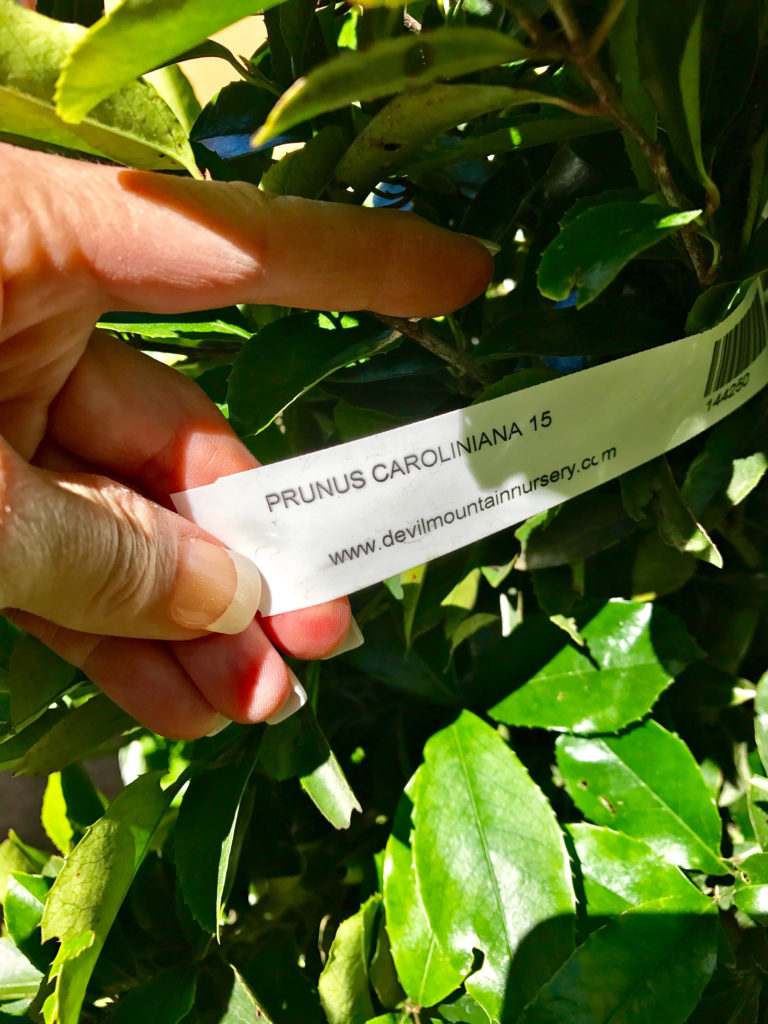 PRUNUS CAROLINIANA 15
www.devilmountainnursery.com
144250